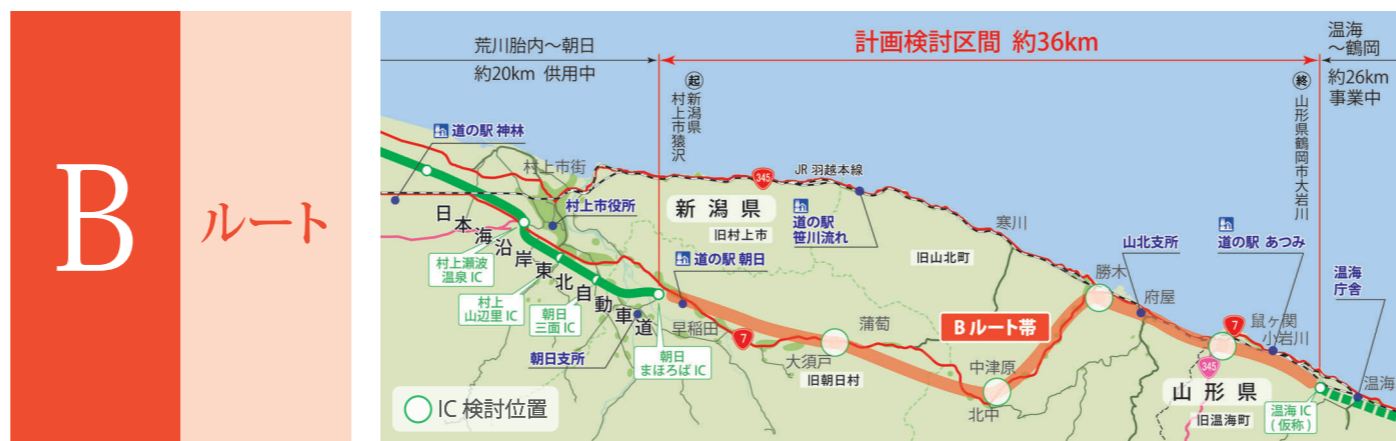 B
ルート
荒川胎内～朝日
約20km 供用中
計画検討区間 約36km
温海
～鶴岡
約26km
事業中
起
新潟県
村上市猿沢
終
山形県鶴岡市大岩川
道の駅 神林
村上市街
村上市役所
345
JR 羽越本線
新潟県
旧村上市
道の駅
笹川流れ
旧山北町
寒川
山北支所
道の駅 あつみ
温海
庁舎
勝木
府屋
鼠ヶ関
7
小岩川
日本海沿岸東北自動車道
村上瀬波
温泉 IC
村上
山辺里 IC
朝日
三面 IC
朝日支所
道の駅 朝日
早稲田
朝日
まほろば IC
7
大須戸
蒲萄
旧朝日村
B ルート帯
中津原
北中
345
山形県
旧温海町
温海 IC
(仮称)
温海
IC 検討位置